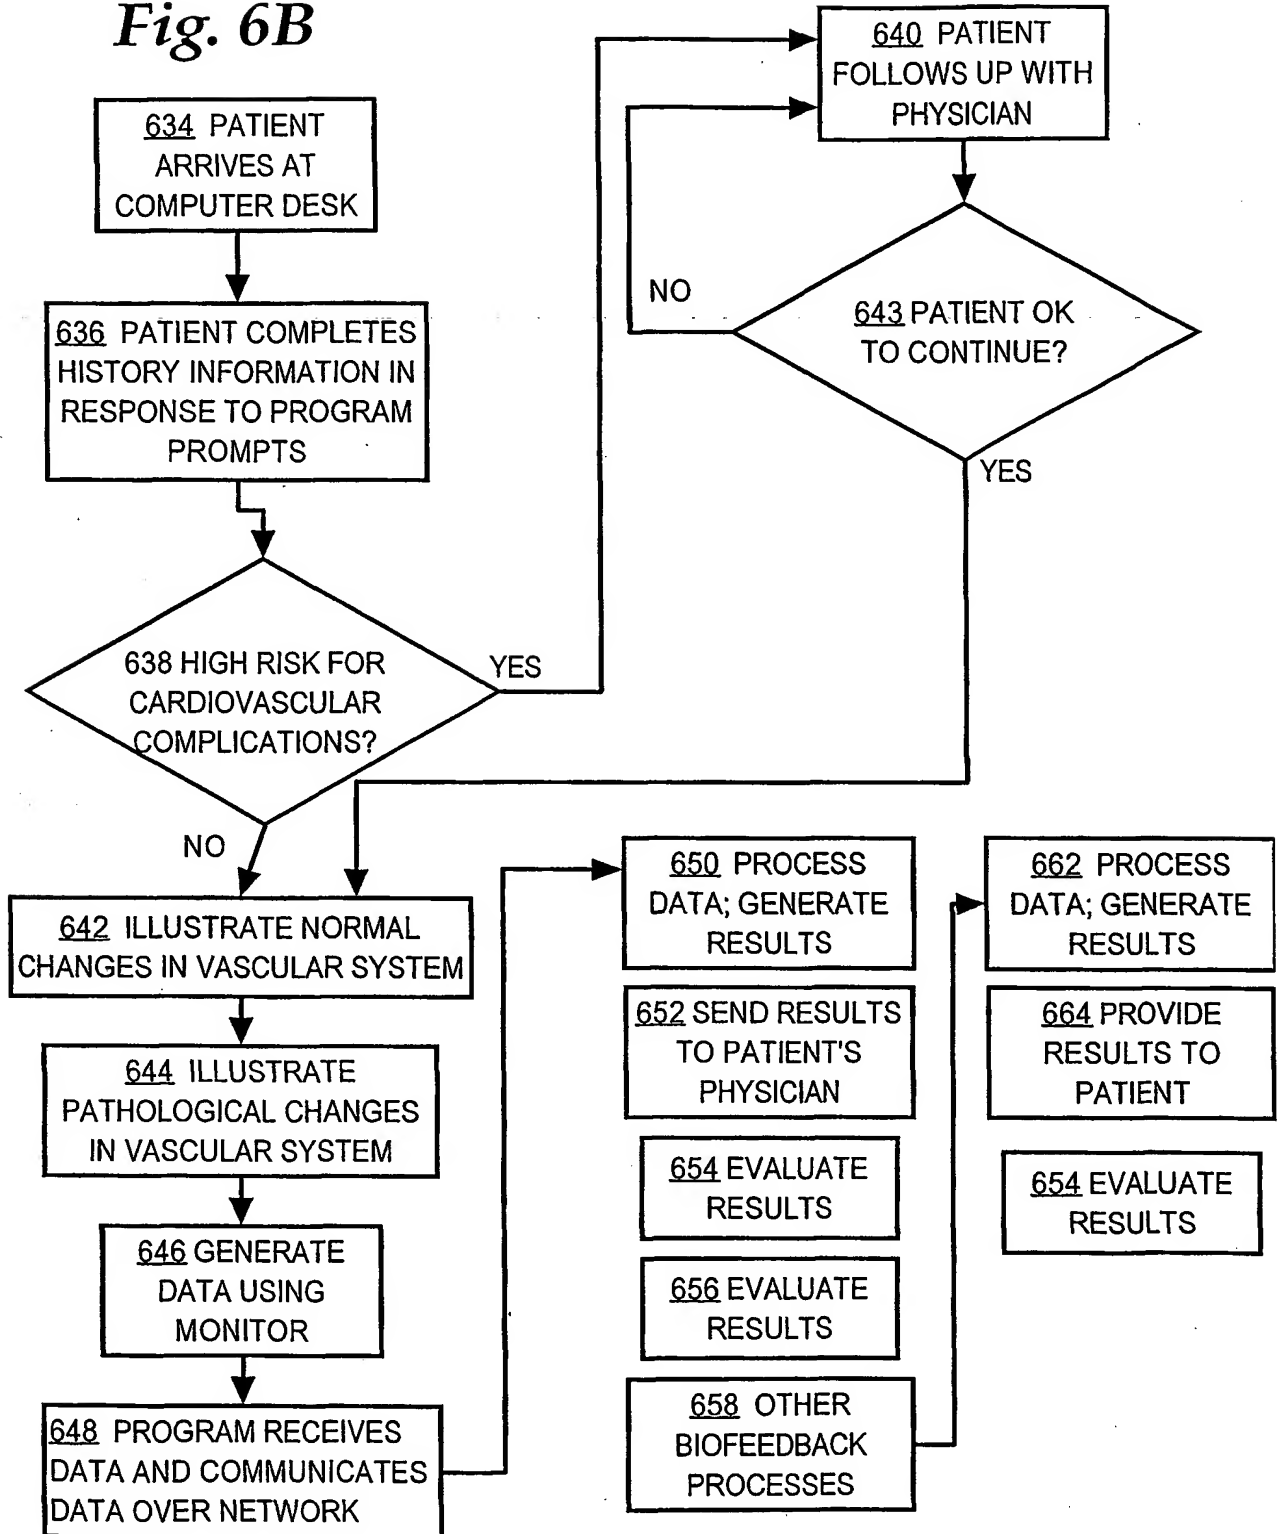 Fig. 6B
634 PATIENT
ARRIVES AT
COMPUTER DESK
636 PATIENT COMPLETES
HISTORY INFORMATION IN
RESPONSE TO PROGRAM
PROMPTS
638 HIGH RISK FOR
CARDIOVASCULAR
COMPLICATIONS?
YES
NO
640 PATIENT
FOLLOWS UP WITH
PHYSICIAN
643 PATIENT OK
TO CONTINUE?
NO
YES
642 ILLUSTRATE NORMAL
CHANGES IN VASCULAR SYSTEM
644 ILLUSTRATE
PATHOLOGICAL CHANGES
IN VASCULAR SYSTEM
646 GENERATE
DATA USING
MONITOR
648 PROGRAM RECEIVES
DATA AND COMMUNICATES
DATA OVER NETWORK
650 PROCESS
DATA; GENERATE
RESULTS
652 SEND RESULTS
TO PATIENT'S
PHYSICIAN
654 EVALUATE
RESULTS
656 EVALUATE
RESULTS
658 OTHER
BIOFEEDBACK
PROCESSES
662 PROCESS
DATA; GENERATE
RESULTS
664 PROVIDE
RESULTS TO
PATIENT
654 EVALUATE
RESULTS